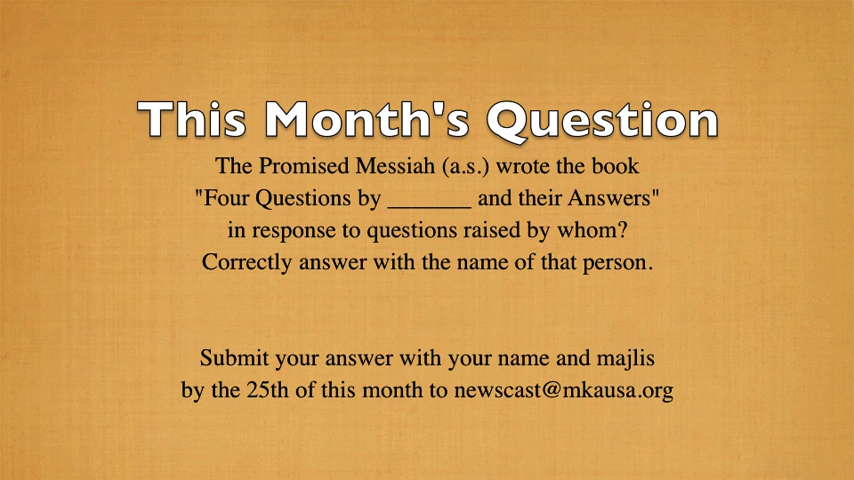 This Month's Question
The Promised Messiah (a.s.) wrote the book
"Four Questions by _______ and their Answers"
in response to questions raised by whom?
Correctly answer with the name of that person.
Submit your answer with your name and majlis
by the 25th of this month to newscast@mkausa.org